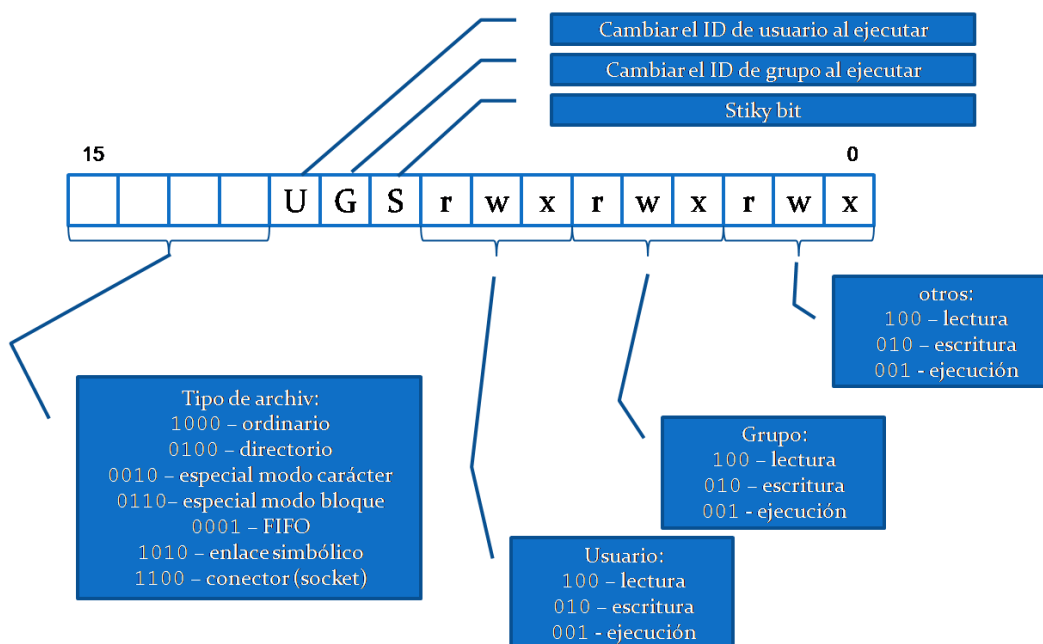 Cambiar el ID de usuario al ejecutar
Cambiar el ID de grupo al ejecutar
Stiky bit
15 0
U G S r w x r w x r w x
otros:
100 – lectura
010 – escritura
001 - ejecución
Tipo de archiv:
1000 – ordinario
0100 – directorio
0010 – especial modo carácter
0110– especial modo bloque
0001 – FIFO
1010 – enlace simbólico
1100 – conector (socket)
Grupo:
100 – lectura
010 – escritura
001 - ejecución
Usuario:
100 – lectura
010 – escritura
001 - ejecución